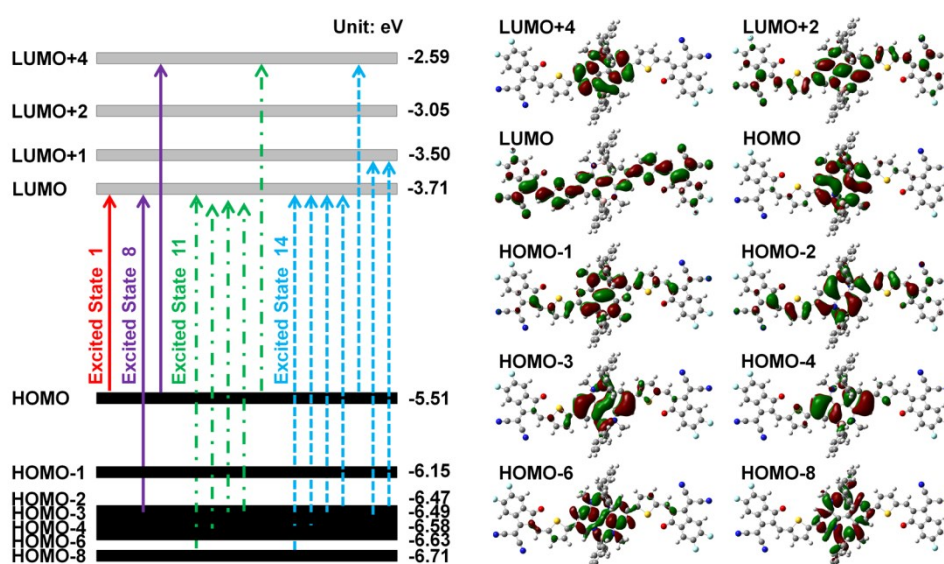 Unit: eV
LUMO+4
-2.59
LUMO+2
-3.05
LUMO+1
-3.50
LUMO
-3.71
Excited State 1
Excited State 8
Excited State 11
Excited State 14
HOMO
-5.51
HOMO-1
-6.15
HOMO-2
-6.47
HOMO-3
-6.49
HOMO-4
-6.58
HOMO-6
-6.63
HOMO-8
-6.71
LUMO+4
LUMO+2
LUMO
HOMO
HOMO-1
HOMO-2
HOMO-3
HOMO-4
HOMO-6
HOMO-8